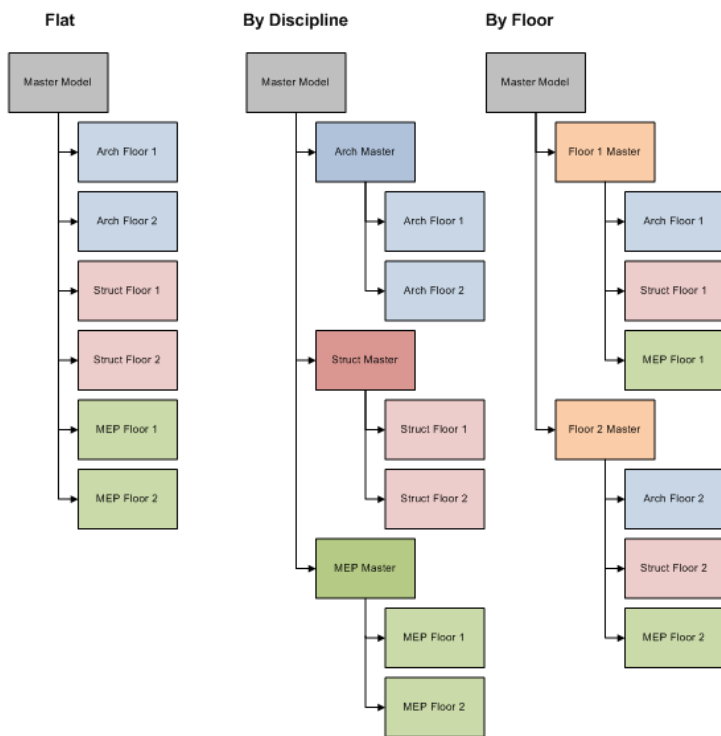 Flat
Master Model
Arch Floor 1
Arch Floor 2
Struct Floor 1
Struct Floor 2
MEP Floor 1
MEP Floor 2
By Discipline
Master Model
Arch Master
Arch Floor 1
Arch Floor 2
Struct Master
Struct Floor 1
Struct Floor 2
MEP Master
MEP Floor 1
MEP Floor 2
By Floor
Master Model
Floor 1 Master
Arch Floor 1
Struct Floor 1
MEP Floor 1
Floor 2 Master
Arch Floor 2
Struct Floor 2
MEP Floor 2